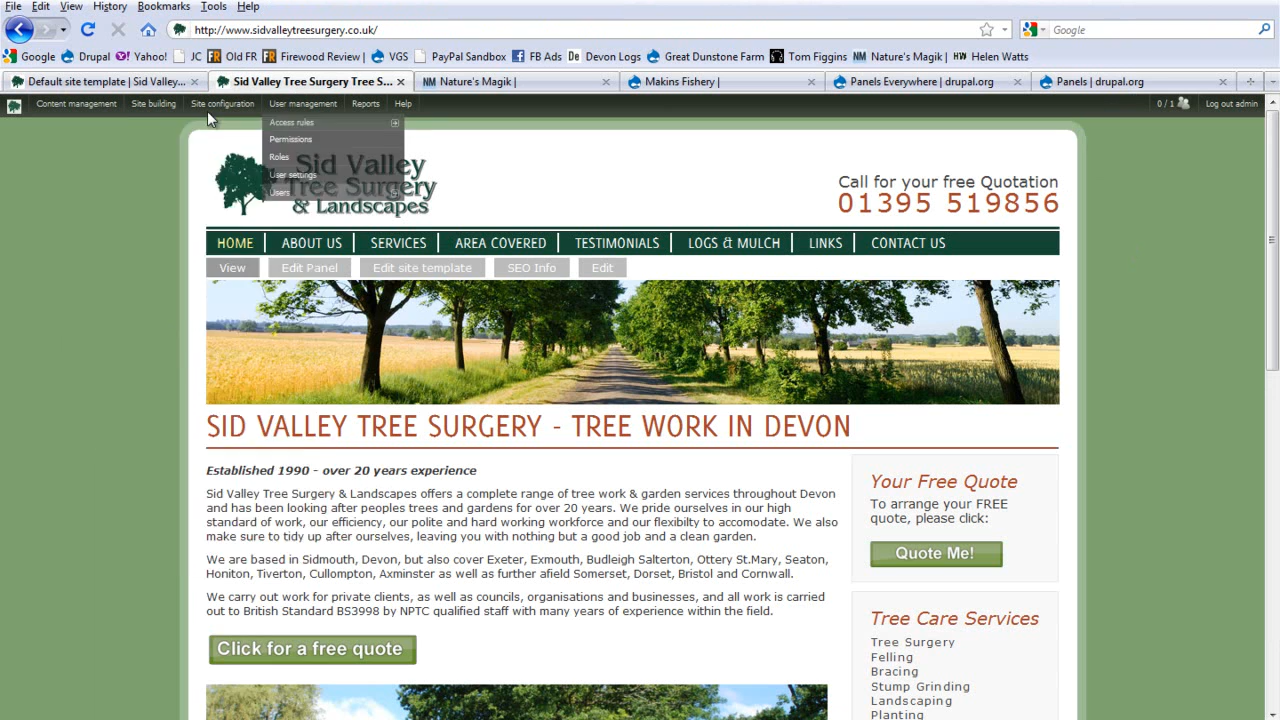 File Edit View History Bookmarks Tools Help
http://www.sidvalleytreesurgery.co.uk/ Google
Google Drupal Yahoo! JC Old FR Firewood Review | VGS PayPal Sandbox FB Ads Devon Logs Great Dunstone Farm Tom Figgins Nature's Magik | Helen Watts
Default site template | Sid Valley... Sid Valley Tree Surgery Tree S... Nature's Magik | Makins Fishery | Panels Everywhere | drupal.org Panels | drupal.org
Content management Site building Site configuration User management Reports Help 0 / 1 Log out admin
Access rules
Permissions
Roles
User settings
Users
Sid Valley
Tree Surgery
& Landscapes
Call for your free Quotation
01395 519856
HOME ABOUT US SERVICES AREA COVERED TESTIMONIALS LOGS & MULCH LINKS CONTACT US
View Edit Panel Edit site template SEO Info Edit
SID VALLEY TREE SURGERY - TREE WORK IN DEVON
Established 1990 - over 20 years experience
Sid Valley Tree Surgery & Landscapes offers a complete range of tree work & garden services throughout Devon
and has been looking after peoples trees and gardens for over 20 years. We pride ourselves in our high
standard of work, our efficiency, our polite and hard working workforce and our flexibilty to accomodate. We also
make sure to tidy up after ourselves, leaving you with nothing but a good job and a clean garden.
We are based in Sidmouth, Devon, but also cover Exeter, Exmouth, Budleigh Salterton, Ottery St.Mary, Seaton,
Honiton, Tiverton, Cullompton, Axminster as well as further afield Somerset, Dorset, Bristol and Cornwall.
We carry out work for private clients, as well as councils, organisations and businesses, and all work is carried
out to British Standard BS3998 by NPTC qualified staff with many years of experience within the field.
Click for a free quote
Your Free Quote
To arrange your FREE
quote, please click:
Quote Me!
Tree Care Services
Tree Surgery
Felling
Bracing
Stump Grinding
Landscaping
Planting